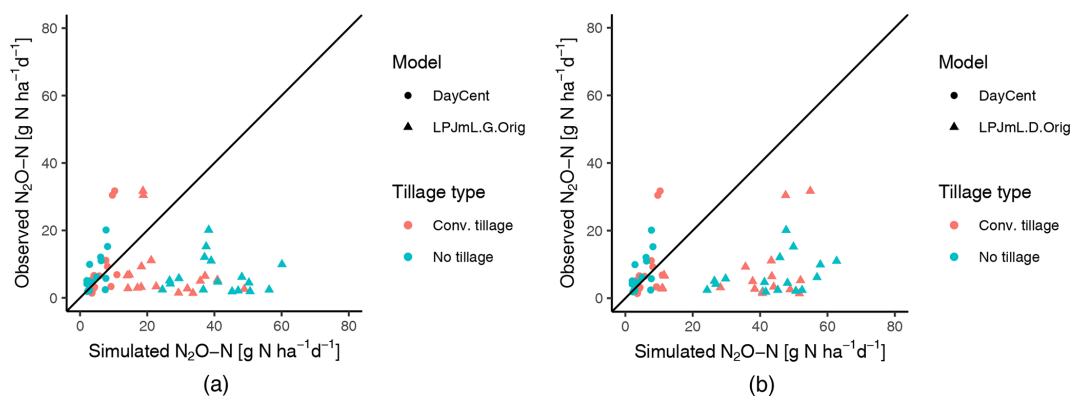 80
60
40
20
0
Observed N₂O−N [g N ha⁻¹d⁻¹]
0 20 40 60 80
Simulated N₂O−N [g N ha⁻¹d⁻¹]
Model
DayCent
LPJmL.G.Orig
Tillage type
Conv. tillage
No tillage
(a)
80
60
40
20
0
Observed N₂O−N [g N ha⁻¹d⁻¹]
0 20 40 60 80
Simulated N₂O−N [g N ha⁻¹d⁻¹]
Model
DayCent
LPJmL.D.Orig
Tillage type
Conv. tillage
No tillage
(b)